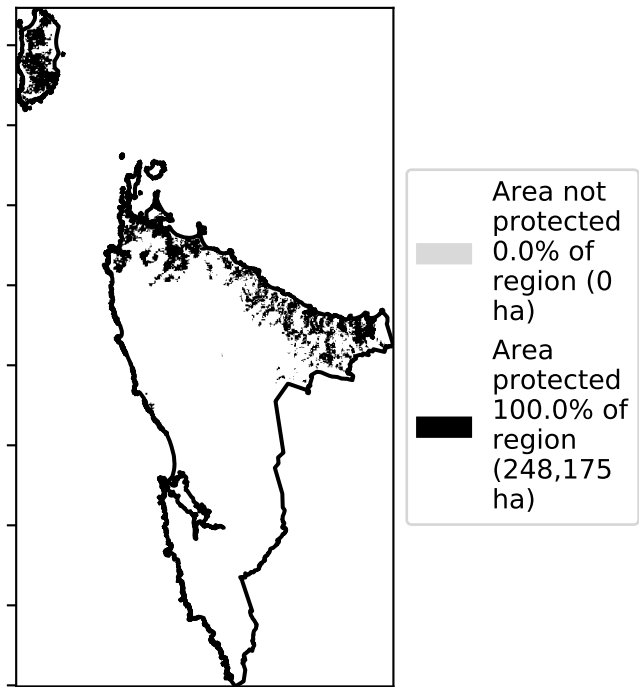 Area not
protected
0.0% of
region (0
ha)
Area
protected
100.0% of
region
(248,175
ha)